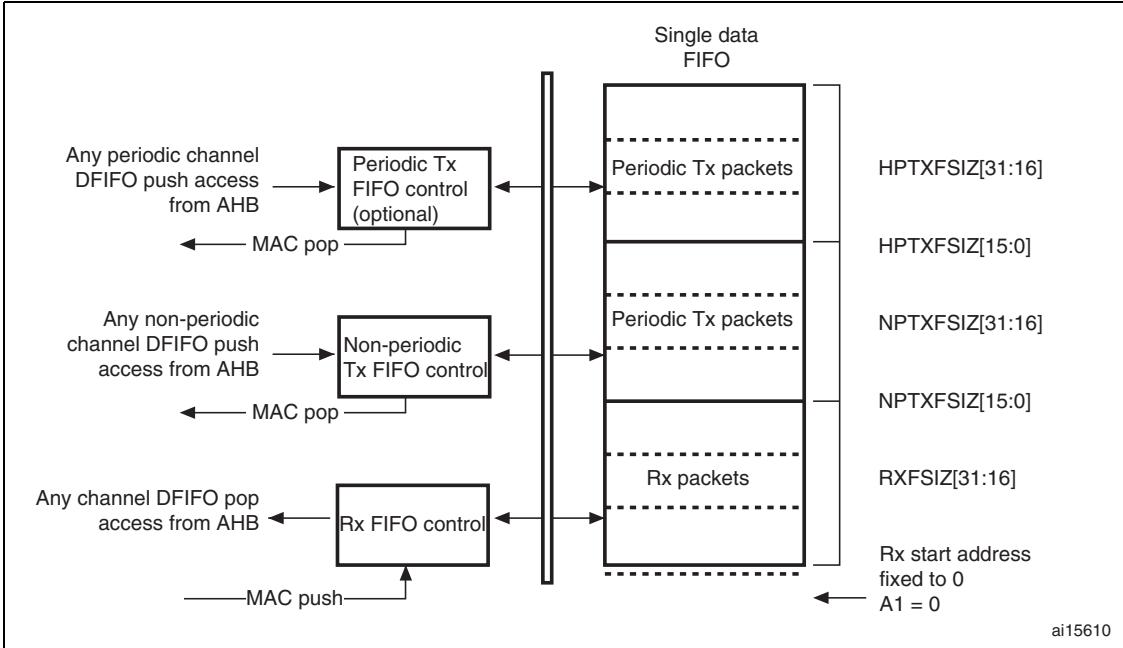 Single data
FIFO
Any periodic channel
DFIFO push access
from AHB
Periodic Tx
FIFO control
(optional)
MAC pop
Periodic Tx packets
HPTXFSIZ[31:16]
HPTXFSIZ[15:0]
Any non-periodic
channel DFIFO push
access from AHB
Non-periodic
Tx FIFO control
MAC pop
Periodic Tx packets
NPTXFSIZ[31:16]
NPTXFSIZ[15:0]
Any channel DFIFO pop
access from AHB
Rx FIFO control
MAC push
Rx packets
RXFSIZ[31:16]
Rx start address
fixed to 0
A1 = 0
ai15610